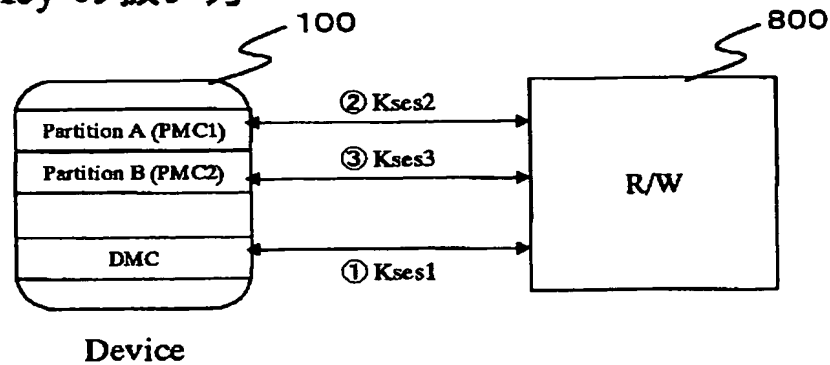 100
800
Partition A (PMC1)
② Kses2
Partition B (PMC2)
③ Kses3
R/W
DMC
① Kses1
Device